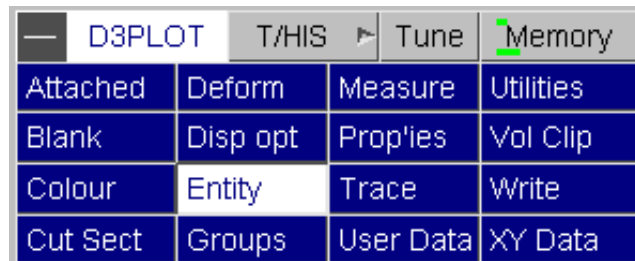 D3PLOT T/HIS Tune Memory
Attached Deform Measure Utilities
Blank Disp opt Prop'ies Vol Clip
Colour Entity Trace Write
Cut Sect Groups User Data XY Data